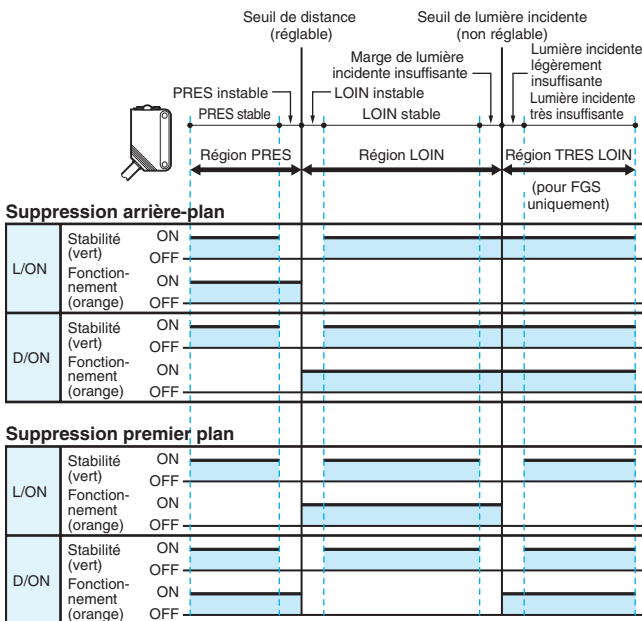 Seuil de distance
(réglable)
Seuil de lumière incidente
(non réglable)
Marge de lumière
incidente insuffisante
Lumière incidente
légèrement
insuffisante
PRES instable
LOIN instable
Lumière incidente
très insuffisante
PRES stable
LOIN stable
Région PRES
Région LOIN
Région TRES LOIN
(pour FGS
uniquement)
Suppression arrière-plan
L/ON
Stabilité
(vert)
ON
OFF
Fonction-
nement
(orange)
ON
OFF
D/ON
Stabilité
(vert)
ON
OFF
Fonction-
nement
(orange)
ON
OFF
Suppression premier plan
L/ON
Stabilité
(vert)
ON
OFF
Fonction-
nement
(orange)
ON
OFF
D/ON
Stabilité
(vert)
ON
OFF
Fonction-
nement
(orange)
ON
OFF